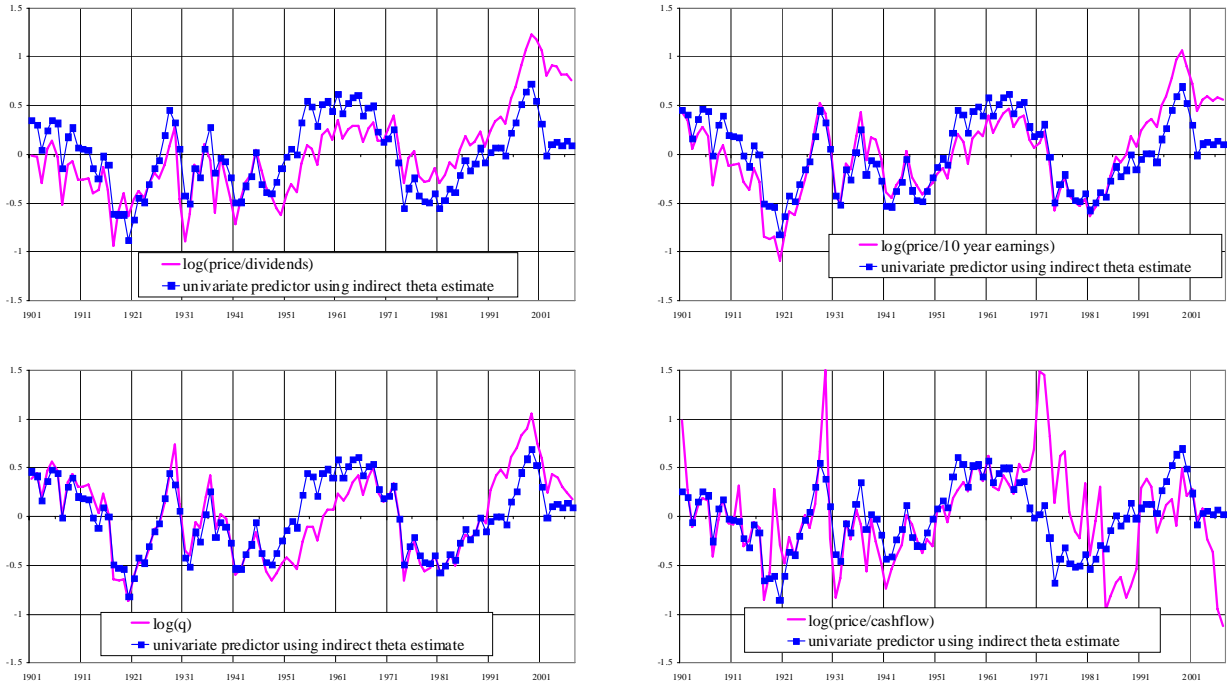 1.5
1
0.5
0
-0.5
-1
-1.5
log(price/dividends)
univariate predictor using indirect theta estimate
1901 1911 1921 1931 1941 1951 1961 1971 1981 1991 2001
1.5
1
0.5
0
-0.5
-1
-1.5
log(price/10 year earnings)
univariate predictor using indirect theta estimate
1901 1911 1921 1931 1941 1951 1961 1971 1981 1991 2001
1.5
1
0.5
0
-0.5
-1
-1.5
log(q)
univariate predictor using indirect theta estimate
1901 1911 1921 1931 1941 1951 1961 1971 1981 1991 2001
1.5
1
0.5
0
-0.5
-1
-1.5
log(price/cashflow)
univariate predictor using indirect theta estimate
1901 1911 1921 1931 1941 1951 1961 1971 1981 1991 2001